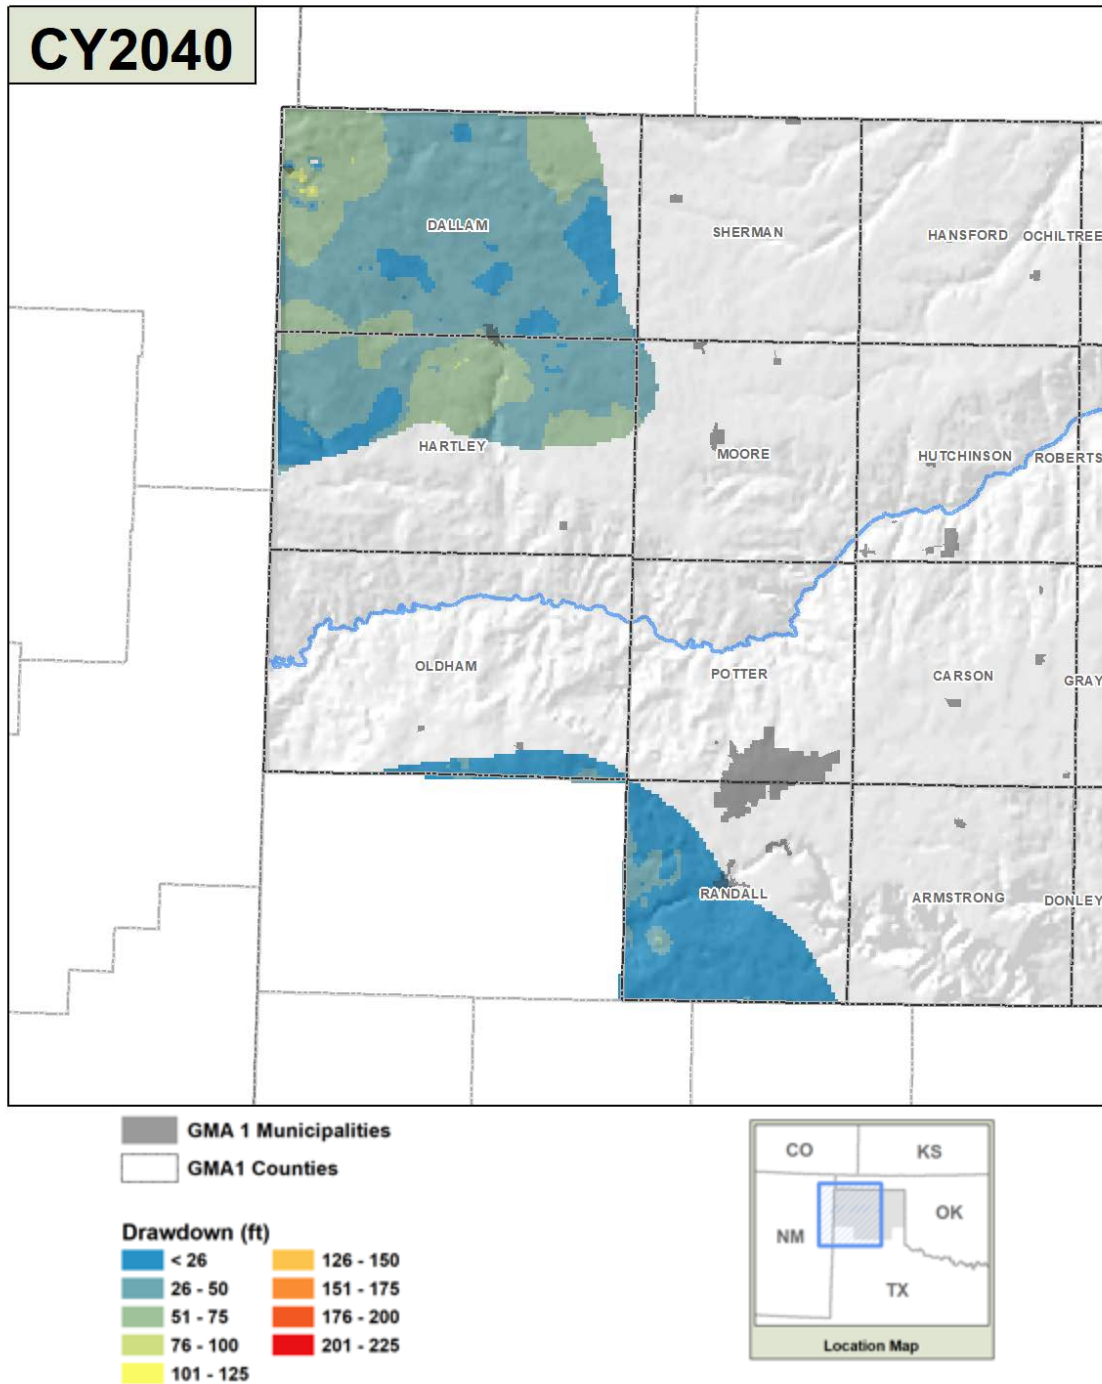 CY2040
DALLAM
SHERMAN
HANSFORD
OCHILTREE
HARTLEY
MOORE
HUTCHINSON
ROBERTS
OLDHAM
POTTER
CARSON
GRAY
RANDALL
ARMSTRONG
DONLEY
GMA 1 Municipalities
GMA1 Counties
Drawdown (ft)
< 26
26 - 50
51 - 75
76 - 100
101 - 125
126 - 150
151 - 175
176 - 200
201 - 225
CO
KS
NM
OK
TX
Location Map